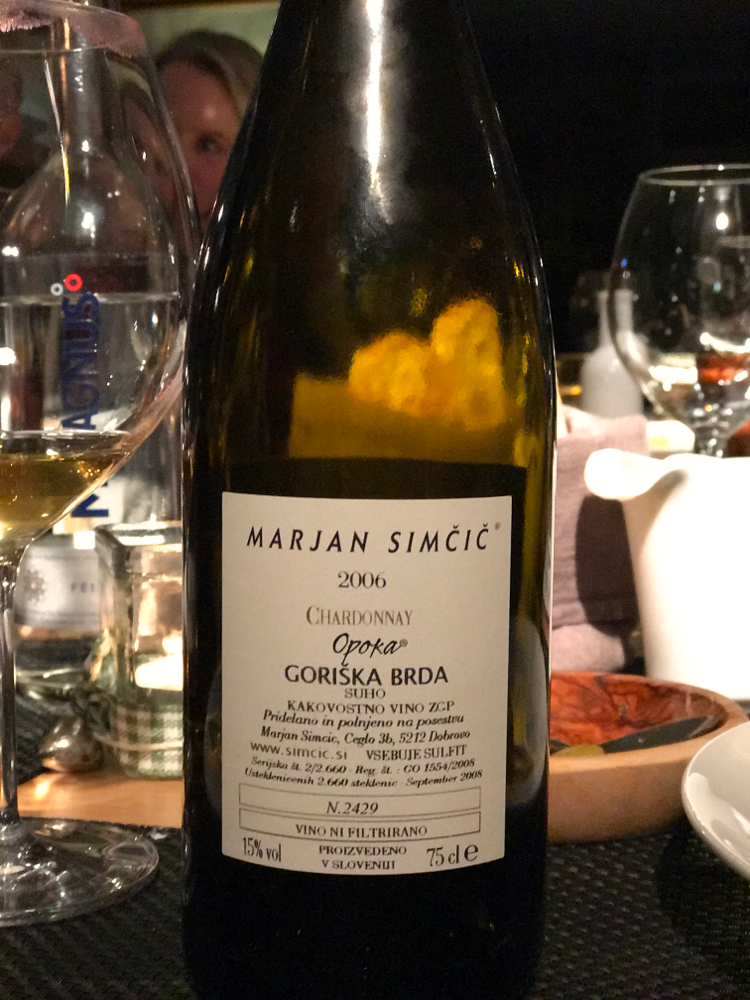 MARJAN SIMČIČ®
2006
CHARDONNAY
Opoka®
GORIŠKA BRDA
SUHO
KAKOVOSTNO VINO ZGP
Pridelano in polnjeno na posestvu
Marjan Simcic, Ceglo 3b, 5212 Dobrovo
www.simcic.si VSEBUJE SULFIT
Serijska št. 2/2.660 - Reg. št. : GO 1554/2008
Ustekleničenih 2.660 steklenic - September 2008
N.2429
VINO NI FILTRIRANO
15% vol
PROIZVEDENO
V SLOVENIJI
75 cl e
AGNUS
FE